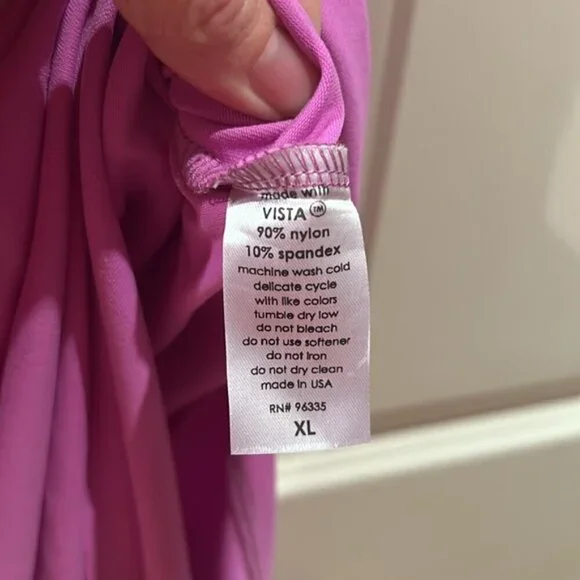 made with
VISTA™
90% nylon
10% spandex
machine wash cold
delicate cycle
with like colors
tumble dry low
do not bleach
do not use softener
do not iron
do not dry clean
made in USA
RN# 96335
XL